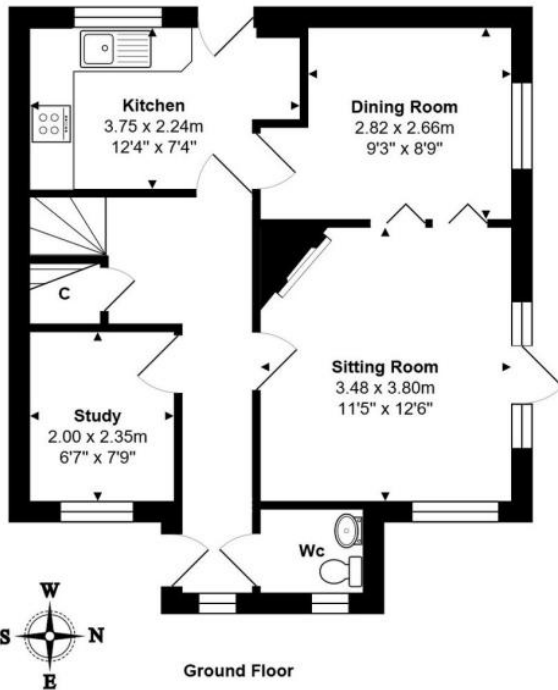 Kitchen
3.75 x 2.24m
12'4" x 7'4"
Dining Room
2.82 x 2.66m
9'3" x 8'9"
C
Sitting Room
3.48 x 3.80m
11'5" x 12'6"
Study
2.00 x 2.35m
6'7" x 7'9"
Wc
W
S N
E
Ground Floor